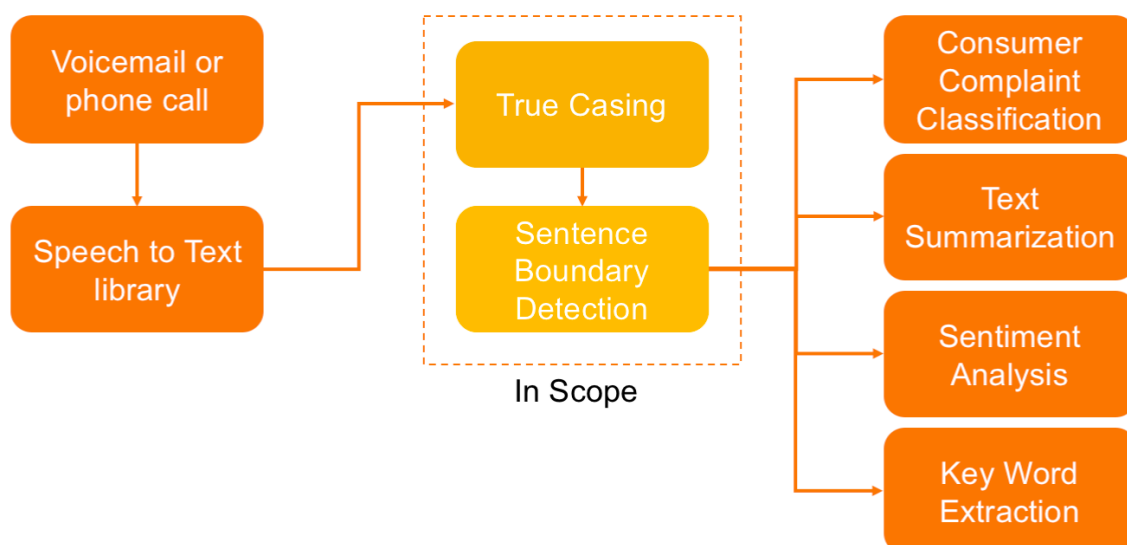 Voicemail or
phone call
Speech to Text
library
True Casing
Sentence
Boundary
Detection
In Scope
Consumer
Complaint
Classification
Text
Summarization
Sentiment
Analysis
Key Word
Extraction